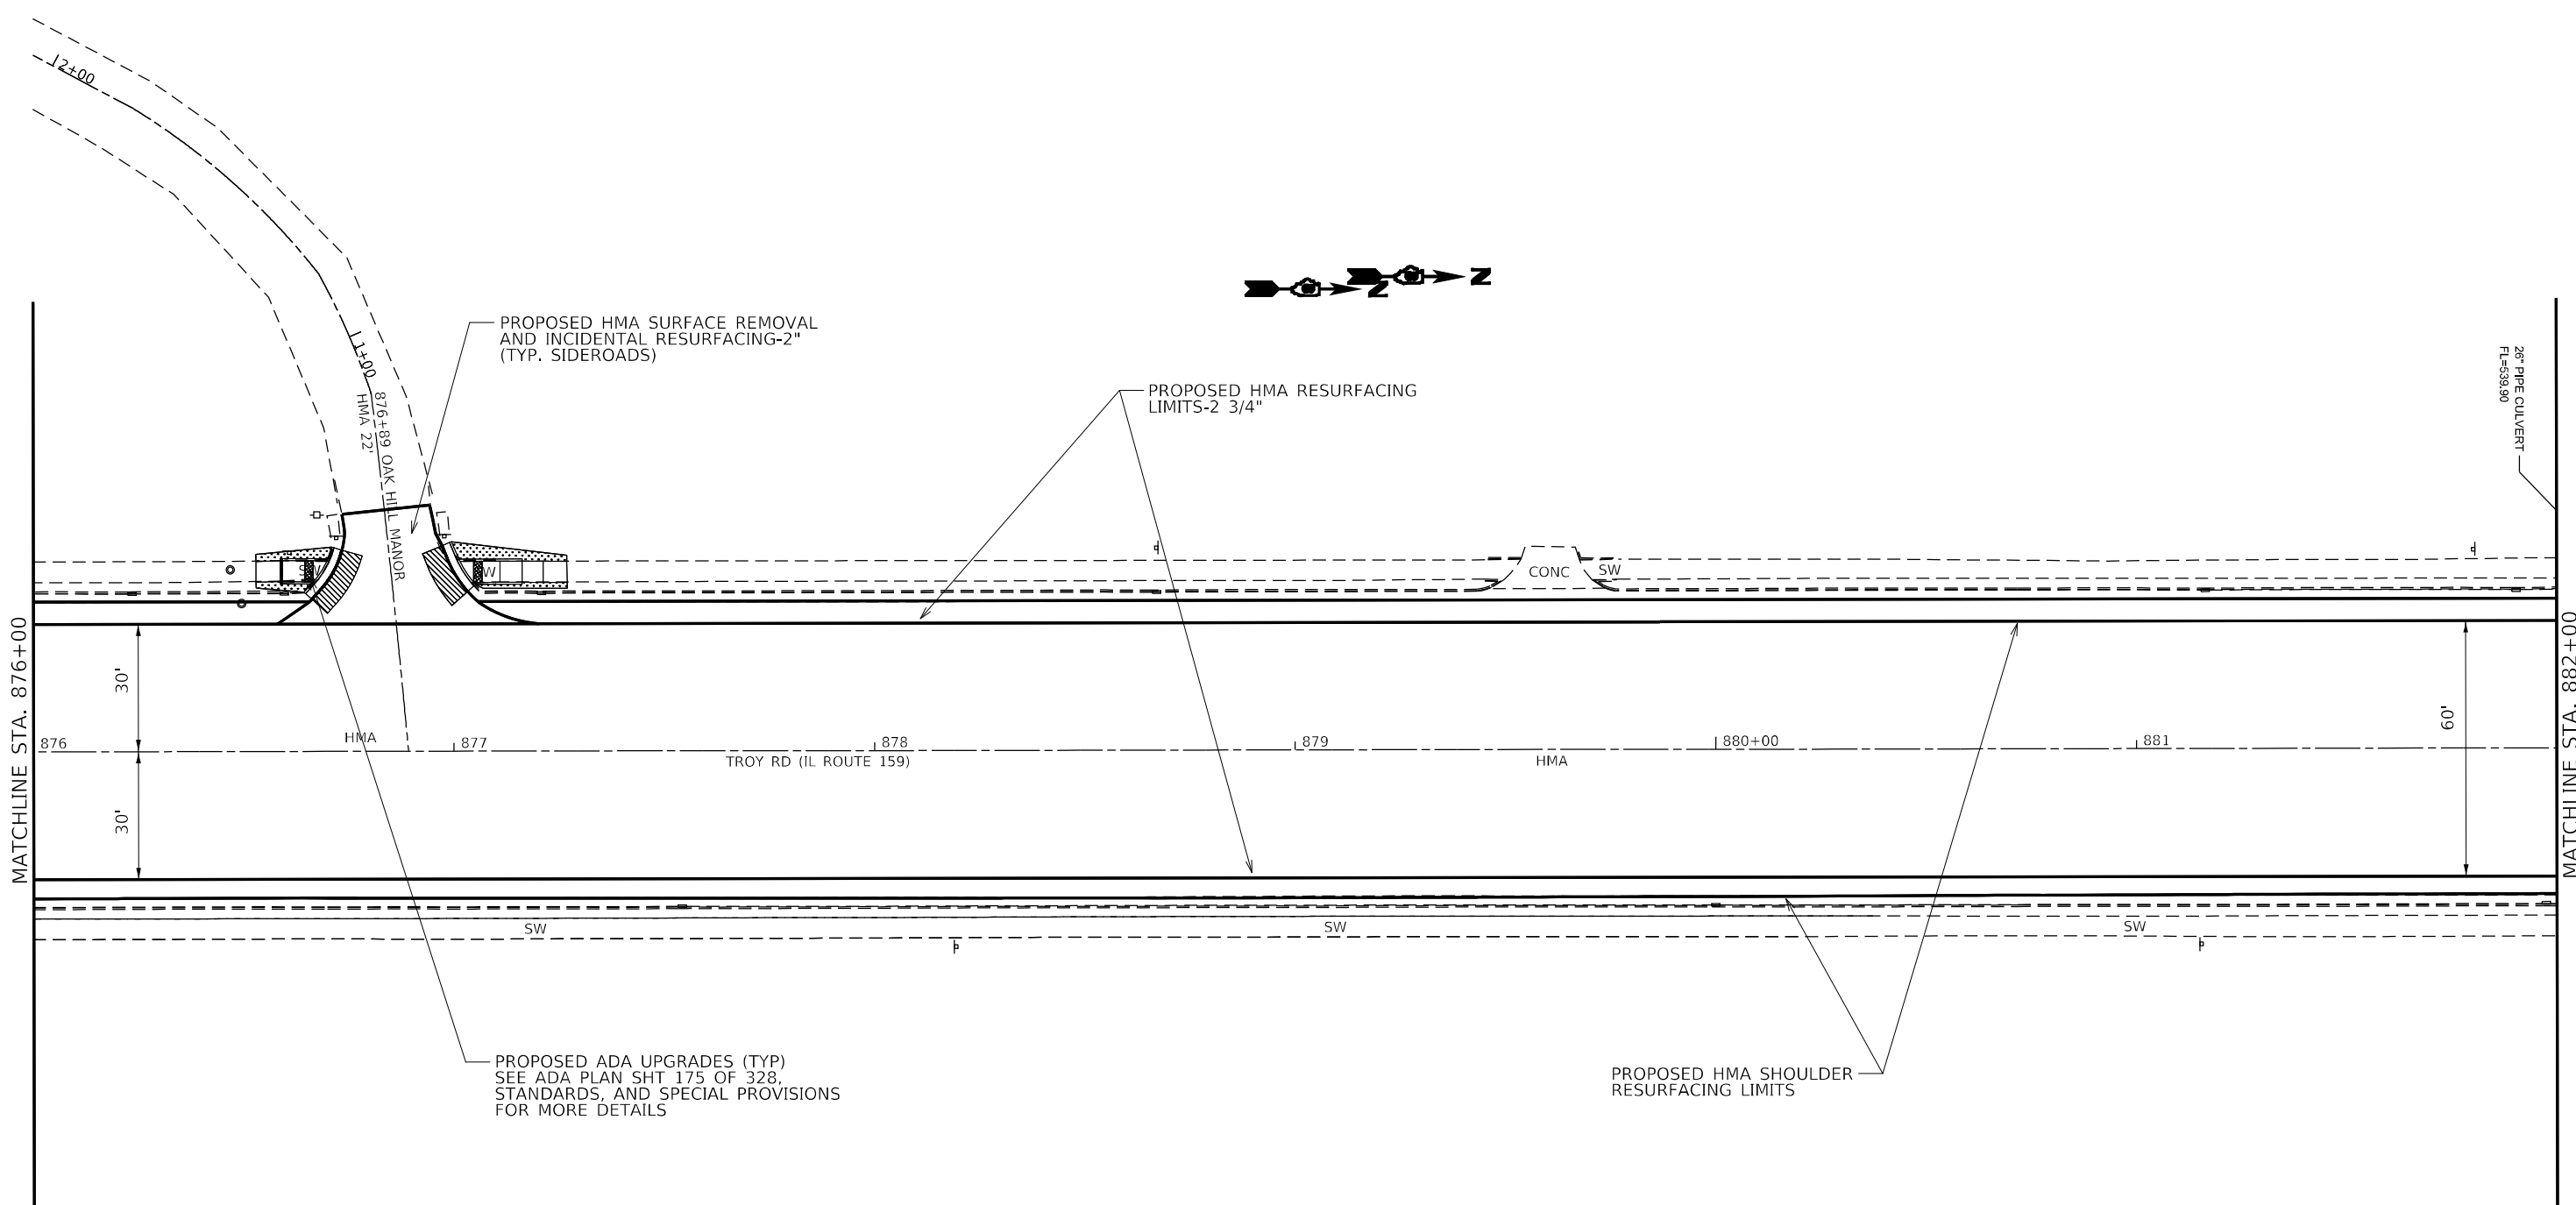 12+00
11+00
876+89 OAK HILL MANOR
HMA 22'
PROPOSED HMA SURFACE REMOVAL
AND INCIDENTAL RESURFACING-2"
(TYP. SIDEROADS)
N
N
PROPOSED HMA RESURFACING
LIMITS-2 3/4"
26" PIPE CULVERT
FL=539.90
SW
SW
CONC
SW
MATCHLINE STA. 876+00
MATCHLINE STA. 882+00
30'
30'
60'
876
HMA
877
878
879
880+00
881
TROY RD (IL ROUTE 159)
HMA
SW
SW
SW
PROPOSED ADA UPGRADES (TYP)
SEE ADA PLAN SHT 175 OF 328,
STANDARDS, AND SPECIAL PROVISIONS
FOR MORE DETAILS
PROPOSED HMA SHOULDER
RESURFACING LIMITS